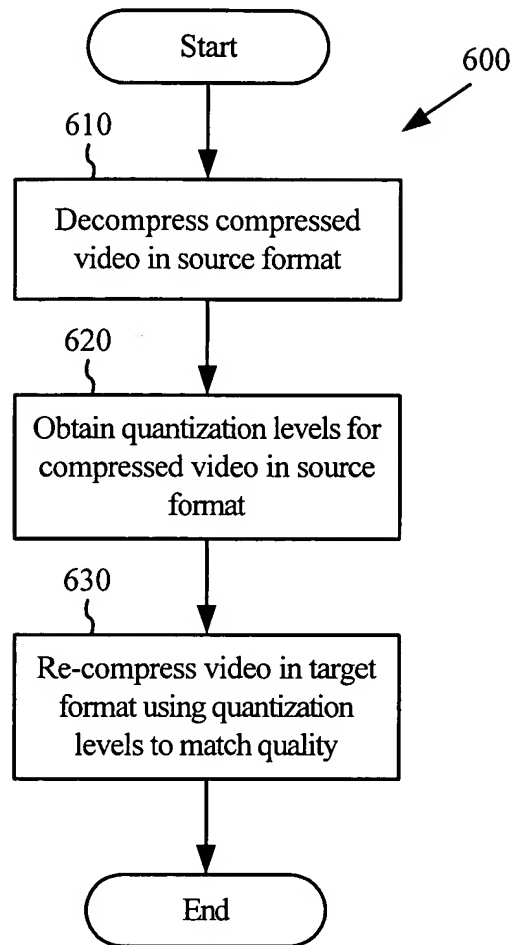 Start
600
610
Decompress compressed
video in source format
620
Obtain quantization levels for
compressed video in source
format
630
Re-compress video in target
format using quantization
levels to match quality
End